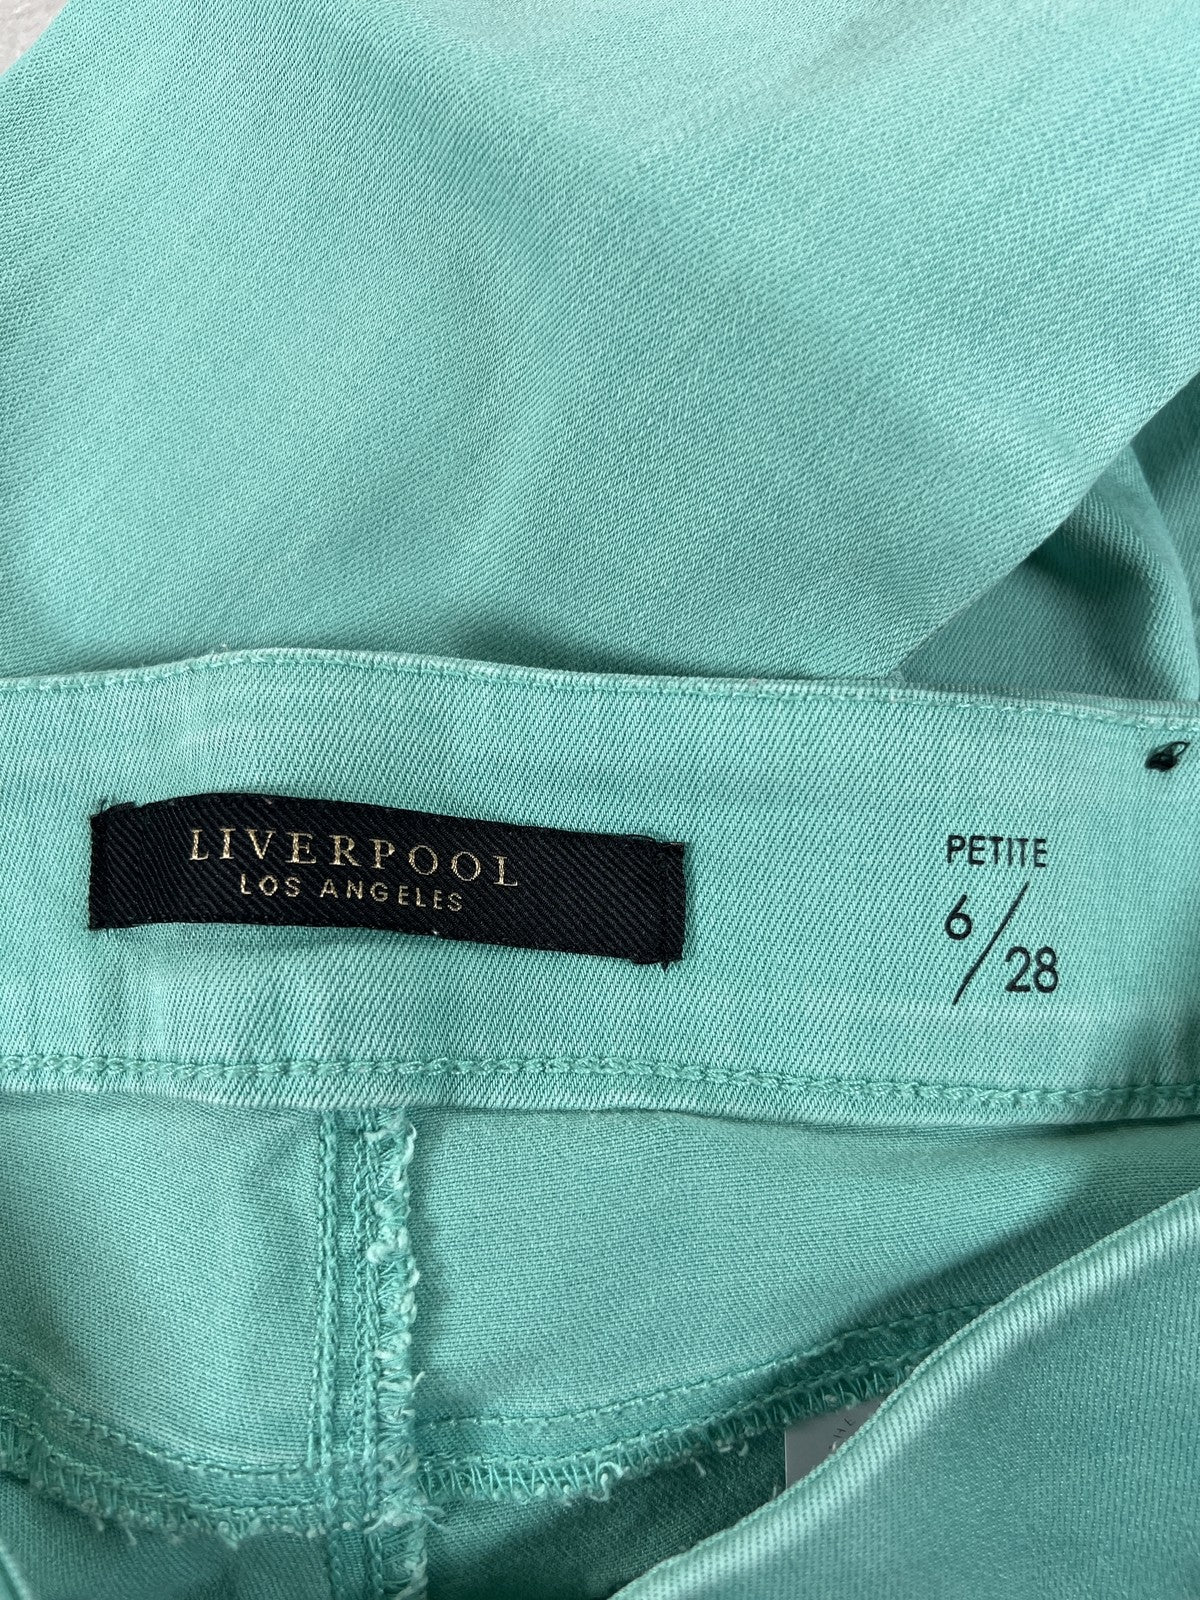 LIVERPOOL
LOS ANGELES
PETITE
6/28